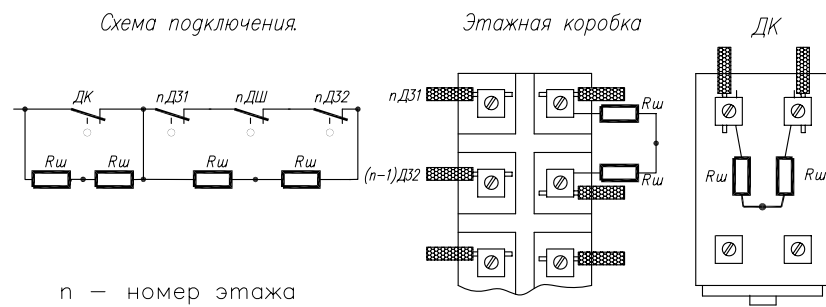 Схема подключения.
Этажная коробка
ДК
ДК
nДЗ1
nДШ
nДЗ2
Rш
Rш
Rш
Rш
nДЗ1
Rш
(n-1)ДЗ2
Rш
Rш
Rш
n – номер этажа